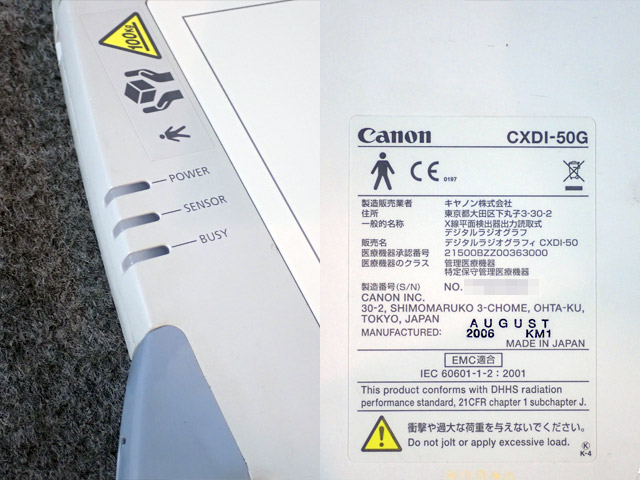 100kg
POWER
SENSOR
BUSY
Canon CXDI-50G
0197
製造販売業者 キヤノン株式会社
住所 東京都大田区下丸子3-30-2
一般的名称 X線平面検出器出力読取式
デジタルラジオグラフ
販売名 デジタルラジオグラフィ CXDI-50
医療機器承認番号 21500BZZ00363000
医療機器のクラス 管理医療機器
特定保守管理医療機器
製造番号(S/N) NO.
CANON INC.
30-2, SHIMOMARUKO 3-CHOME, OHTA-KU,
TOKYO, JAPAN
AUGUST
MANUFACTURED: 2006 KM1
MADE IN JAPAN
EMC適合
IEC 60601-1-2 : 2001
This product conforms with DHHS radiation
performance standard, 21CFR chapter 1 subchapter J.
衝撃や過大な荷重を与えないでください。
Do not jolt or apply excessive load.
K
K-4